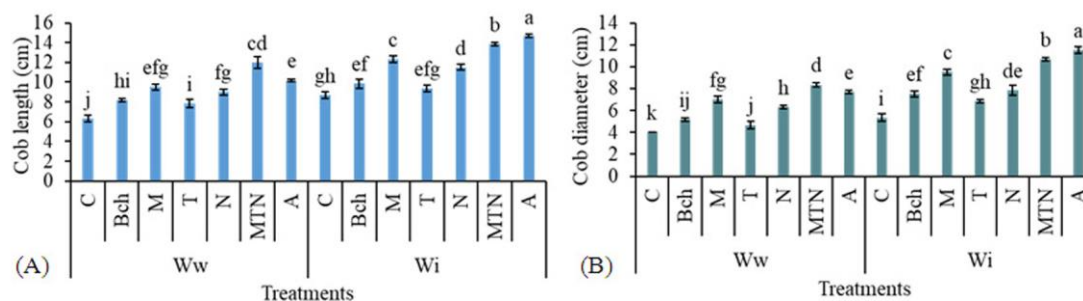 Cob length (cm)
16
14
12
10
8
6
4
2
0
j
hi
efg
i
fg
cd
e
gh
ef
c
efg
d
b
a
C
Bch
M
T
N
MTN
A
C
Bch
M
T
N
MTN
A
Ww
Wi
Treatments
(A)
Cob diameter (cm)
14
12
10
8
6
4
2
0
k
ij
fg
j
h
d
e
i
ef
c
gh
de
b
a
C
Bch
M
T
N
MTN
A
C
Bch
M
T
N
MTN
A
Ww
Wi
Treatments
(B)